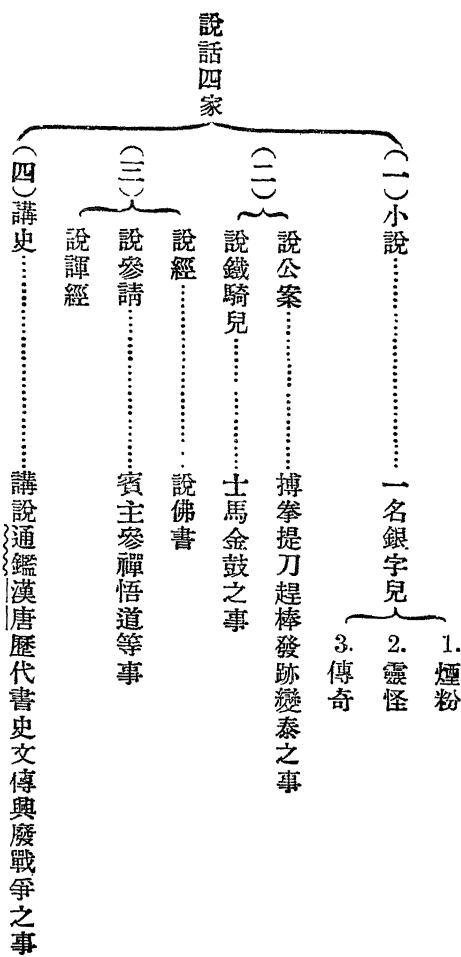 說話四家
(一)小說……………一名銀字兒
1. 煙粉
2. 靈怪
3. 傳奇
(二)
說公案……………搏拳提刀趕棒發跡變泰之事
說鐵騎兒……………士馬金鼓之事
(三)
說經……………說佛書
說參請……………賓主參禪悟道等事
說諢經
(四)講史……………講說通鑑漢唐歷代書史文傳興廢戰爭之事